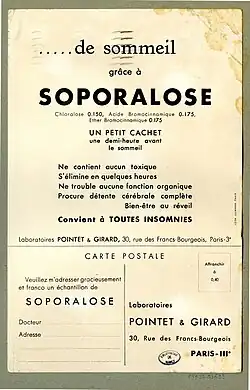 .....de sommeil
grâce à
SOPORALOSE
Chloralose 0.150, Acide Bromocinnamique 0.175,
Ether Bromocinnamique 0.175
UN PETIT CACHET
une demi-heure avant
le sommeil
Ne contient aucun toxique
S'élimine en quelques heures
Ne trouble aucune fonction organique
Procure détente cérébrale complète
Bien-être au réveil
Convient à TOUTES INSOMNIES
Laboratoires POINTET & GIRARD, 30, rue des Francs-Bourgeois, Paris-3e
CARTE POSTALE
Veuillez m'adresser gracieusement
et franco un échantillon de
SOPORALOSE
Docteur
Adresse
Affranchir
à
0,40
Laboratoires
POINTET & GIRARD
30, Rue des Francs-Bourgeois
PARIS-IIIe